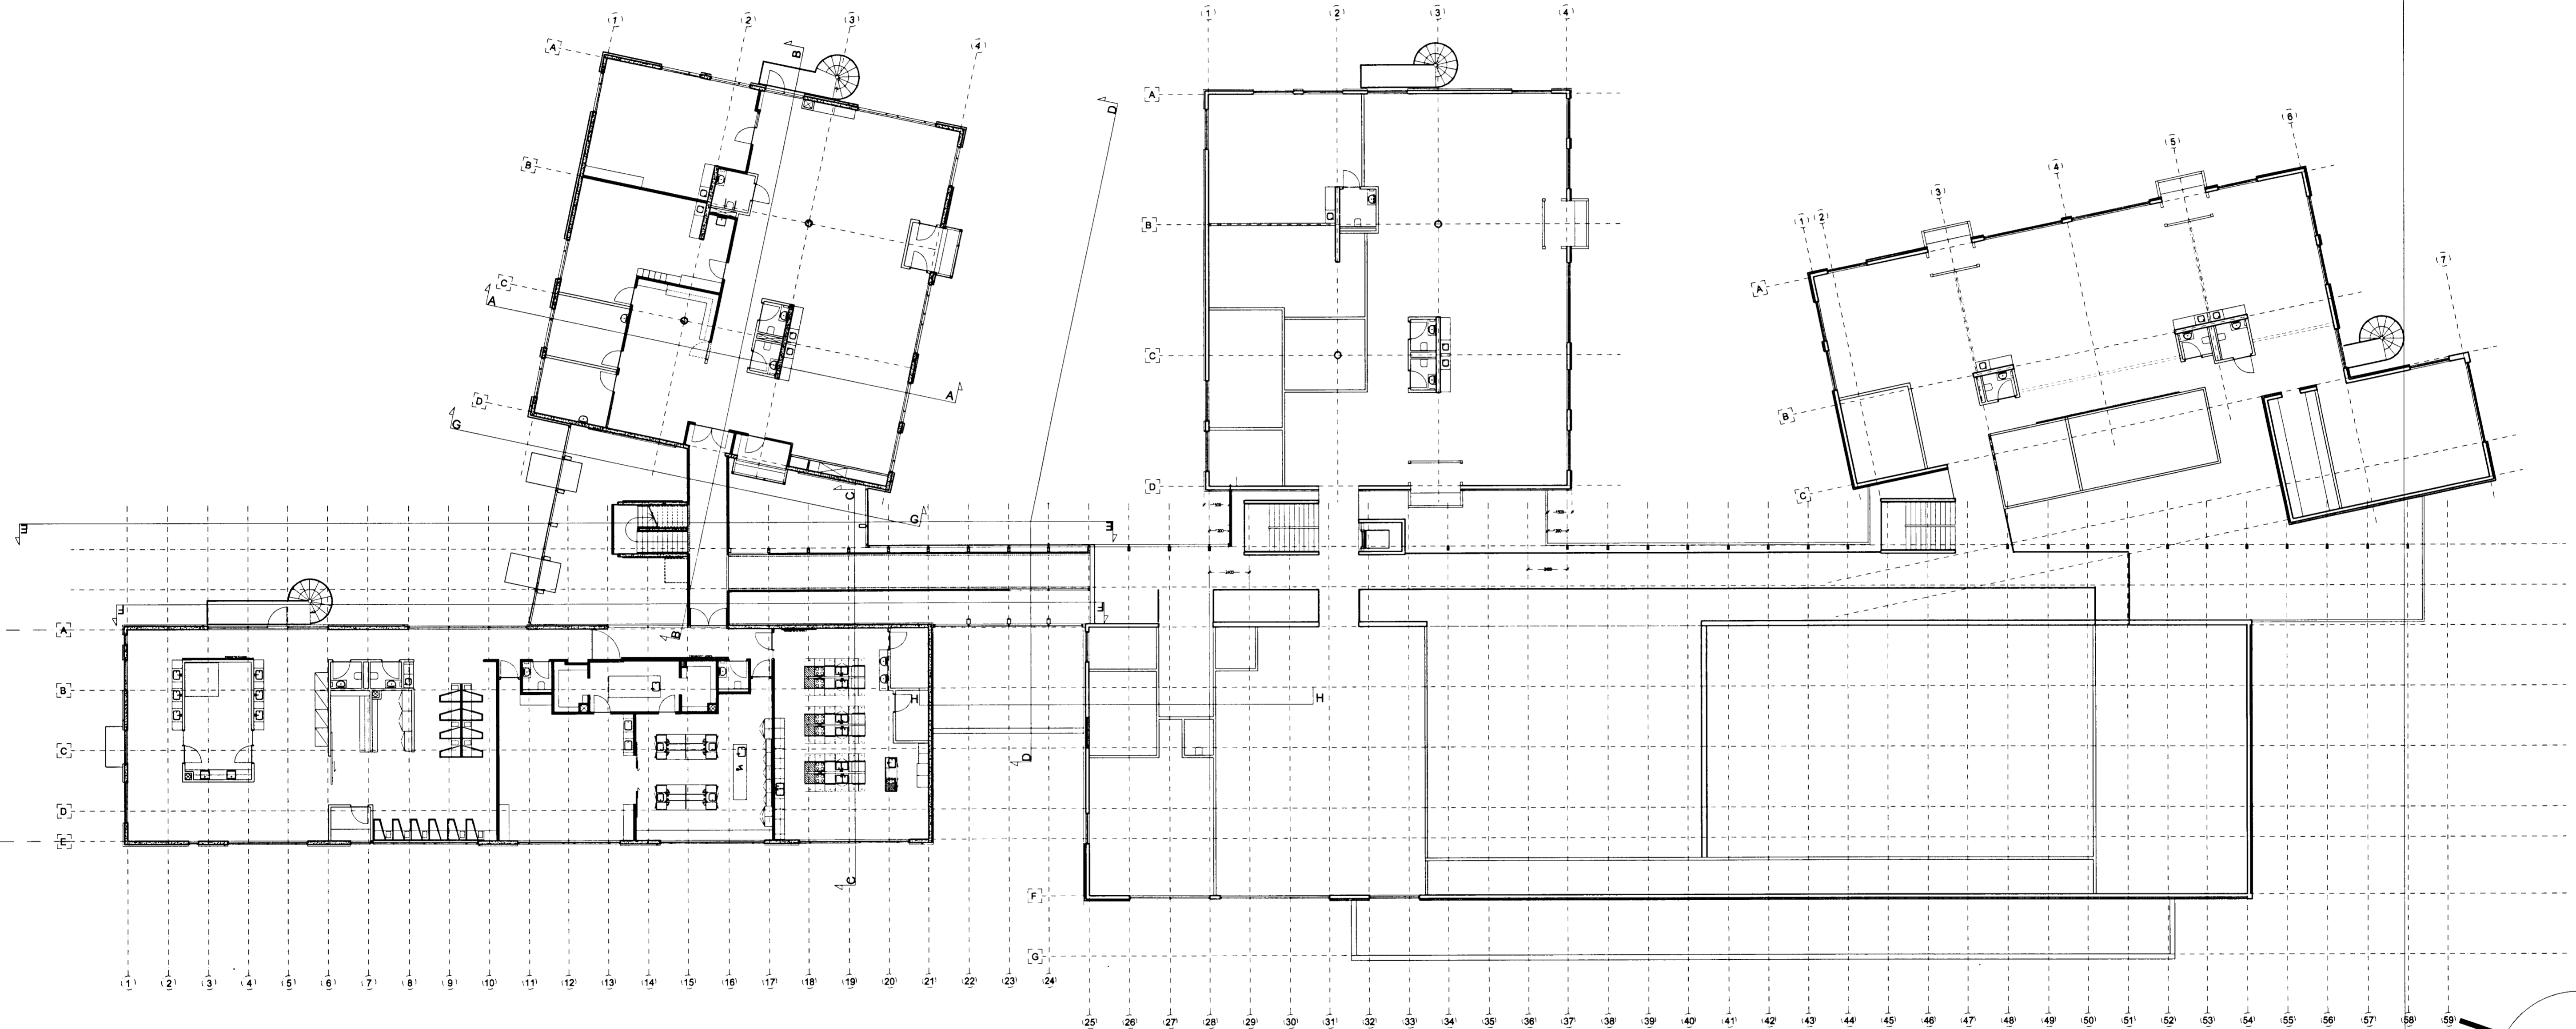 (1) (2) (3) (4)
(1) (2) (3) (4)
(1) (2) (3) (4) (5) (6) (7)
[A]
[B]
[C]
[D]
[A]
[B]
[C]
[D]
[A]
[B]
[C]
B
B
D
D
A
A
G
G
C
C
E
E
F
F
H
H
[A]
[B]
[C]
[D]
[E]
[F]
[G]
(1) (2) (3) (4) (5) (6) (7) (8) (9) (10) (11) (12) (13) (14) (15) (16) (17) (18) (19) (20) (21) (22) (23) (24)
(25) (26) (27) (28) (29) (30) (31) (32) (33) (34) (35) (36) (37) (38) (39) (40) (41) (42) (43) (44) (45) (46) (47) (48) (49) (50) (51) (52) (53) (54) (55) (56) (57) (58) (59)